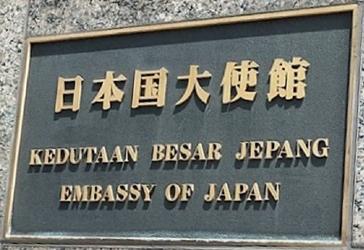 日本国大使館
KEDUTAAN BESAR JEPANG
EMBASSY OF JAPAN